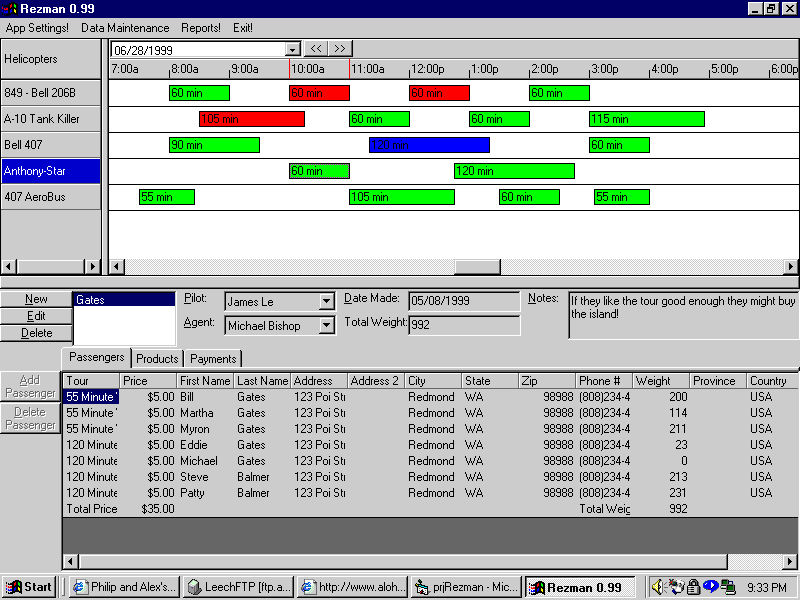 Rezman 0.99
App Settings! Data Maintenance Reports! Exit!
Helicopters 06/28/1999 << >>
7:00a 8:00a 9:00a 10:00a 11:00a 12:00p 1:00p 2:00p 3:00p 4:00p 5:00p 6:00p
849 - Bell 206B 60 min 60 min 60 min 60 min
A-10 Tank Killer 105 min 60 min 60 min 115 min
Bell 407 90 min 120 min 60 min
Anthony-Star 60 min 120 min
407 AeroBus 55 min 105 min 60 min 55 min
New Gates Pilot: James Le Date Made: 05/08/1999 Notes: If they like the tour good enough they might buy
Edit the island!
Delete Agent: Michael Bishop Total Weight: 992
Passengers Products Payments
Add Passenger
Delete Passenger
Tour Price First Name Last Name Address Address 2 City State Zip Phone # Weight Province Country
55 Minute $5.00 Bill Gates 123 Poi Redmond WA 98988 (808)234-4 200 USA
55 Minute $5.00 Martha Gates 123 Poi Redmond WA 98988 (808)234-4 114 USA
55 Minute $5.00 Myron Gates 123 Poi Redmond WA 98988 (808)234-4 211 USA
120 Minute $5.00 Eddie Gates 123 Poi Redmond WA 98988 (808)234-4 23 USA
120 Minute $5.00 Michael Gates 123 Poi Redmond WA 98988 (808)234-4 0 USA
120 Minute $5.00 Steve Balmer 123 Poi Redmond WA 98988 (808)234-4 213 USA
120 Minute $5.00 Patty Balmer 123 Poi Redmond WA 98988 (808)234-4 231 USA
Total Price $35.00 Total Weig 992
Start Philip and Alex's... LeechFTP [ftp.a... http://www.aloh... prjRezman - Mic... Rezman 0.99 9:33 PM